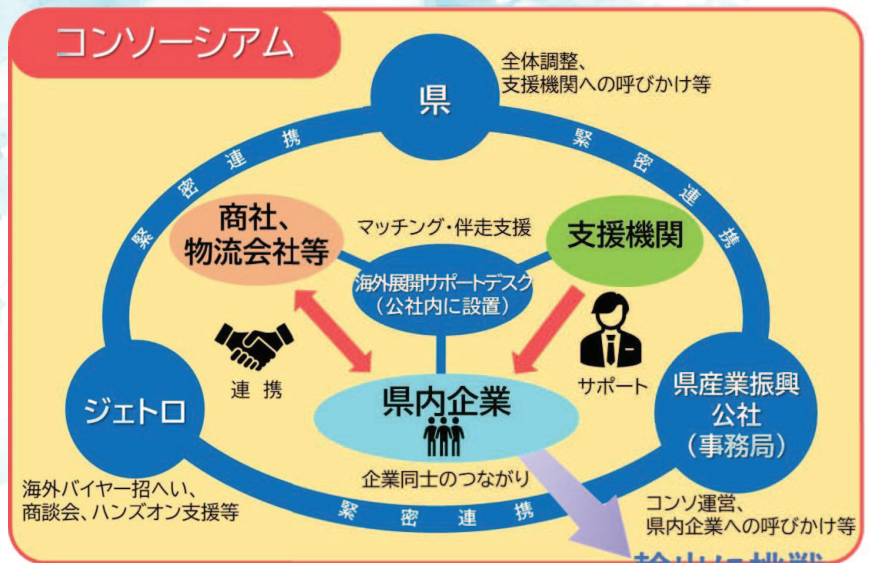 コンソーシアム
県
全体調整、
支援機関への呼びかけ等
緊密連携
緊密連携
商社、
物流会社等
マッチング・伴走支援
支援機関
海外展開サポートデスク
（公社内に設置）
連携
サポート
ジェトロ
県内企業
県産業振興
公社
（事務局）
企業同士のつながり
海外バイヤー招へい、
商談会、ハンズオン支援等
緊密連携
コンソ運営、
県内企業への呼びかけ等
輸出に挑戦